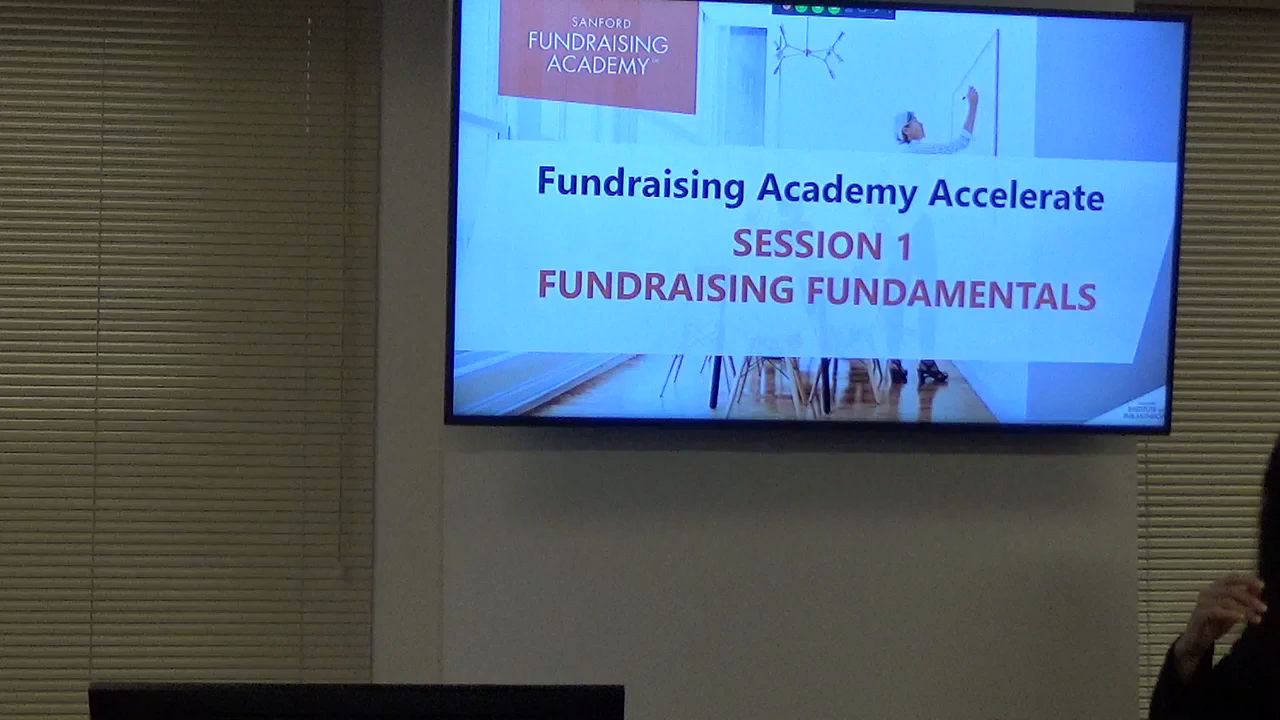 SANFORD
FUNDRAISING
ACADEMY
Fundraising Academy Accelerate
SESSION 1
FUNDRAISING FUNDAMENTALS